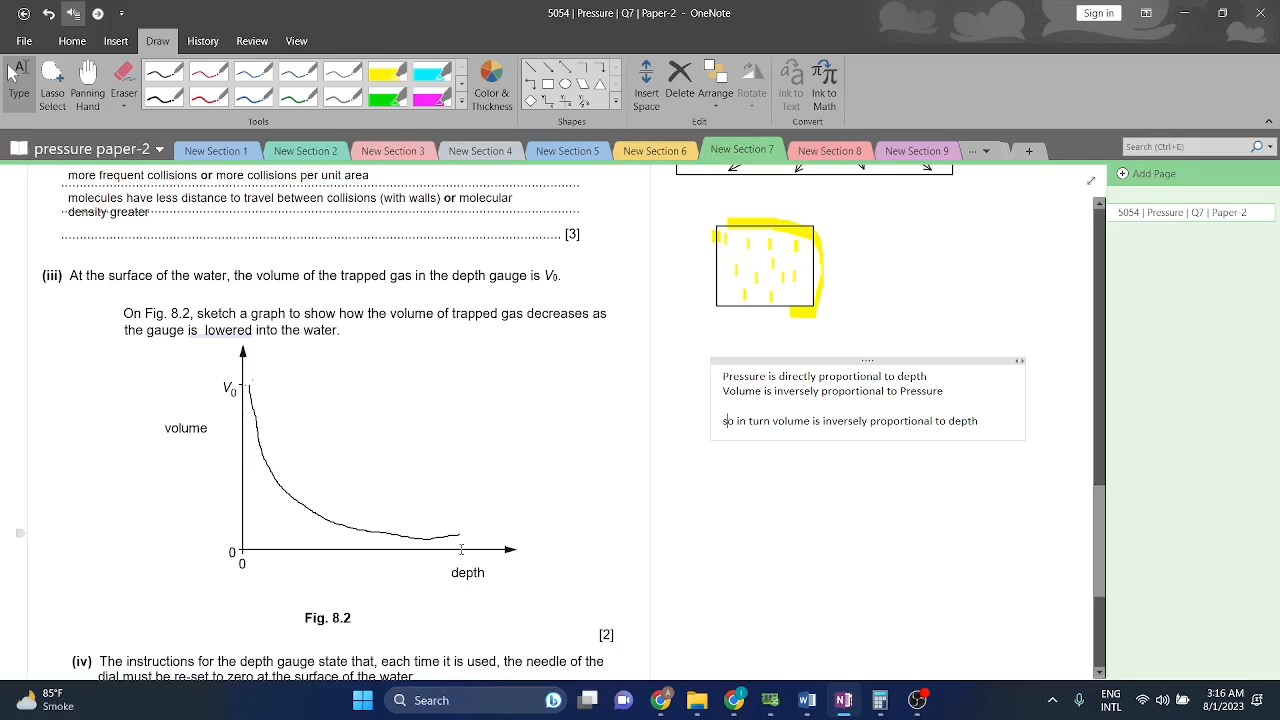 5054 | Pressure | Q7 | Paper-2 - OneNote
Sign in
File Home Insert Draw History Review View
Type
Lasso Select
Panning Hand
Eraser
Color & Thickness
Insert Space
Delete
Arrange
Rotate
Ink to Text
Ink to Math
Tools
Shapes
Edit
Convert
pressure paper-2
New Section 1
New Section 2
New Section 3
New Section 4
New Section 5
New Section 6
New Section 7
New Section 8
New Section 9
...
Search (Ctrl+E)
Add Page
5054 | Pressure | Q7 | Paper-2
more frequent collisions or more collisions per unit area
molecules have less distance to travel between collisions (with walls) or molecular
density greater
[3]
(iii) At the surface of the water, the volume of the trapped gas in the depth gauge is V0.
On Fig. 8.2, sketch a graph to show how the volume of trapped gas decreases as
the gauge is lowered into the water.
V0
volume
0
0
depth
Fig. 8.2
[2]
(iv) The instructions for the depth gauge state that, each time it is used, the needle of the
dial must be re-set to zero at the surface of the water
Pressure is directly proportional to depth
Volume is inversely proportional to Pressure
so in turn volume is inversely proportional to depth
85°F
Smoke
Search
ENG
INTL
3:16 AM
8/1/2023